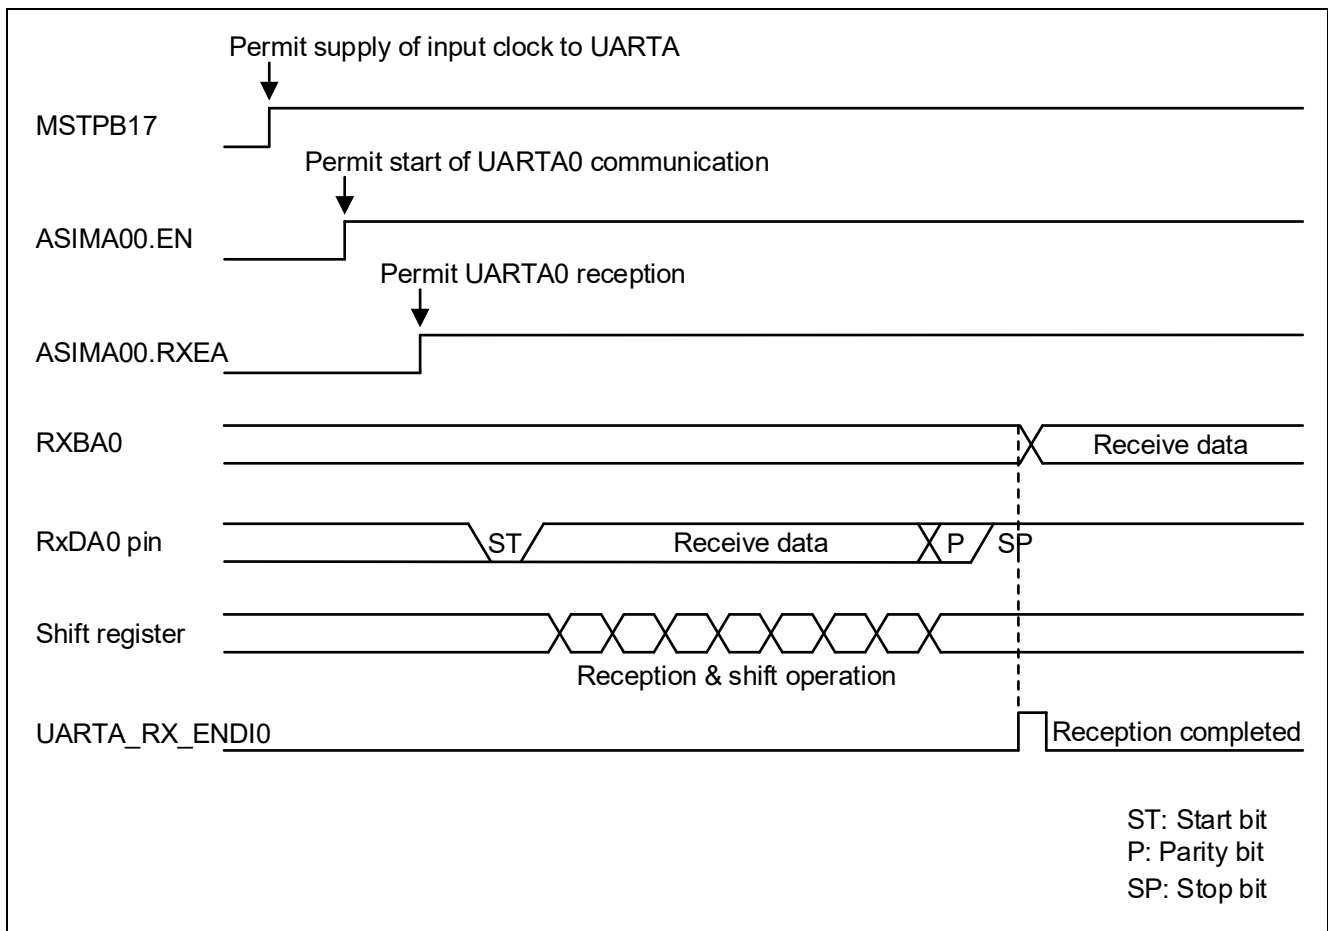 Permit supply of input clock to UARTA
MSTPB17
Permit start of UARTA0 communication
ASIMA00.EN
Permit UARTA0 reception
ASIMA00.RXEA
RXBA0
Receive data
RxDA0 pin
ST
Receive data
P
SP
Shift register
Reception & shift operation
UARTA_RX_ENDI0
Reception completed
ST: Start bit
P: Parity bit
SP: Stop bit